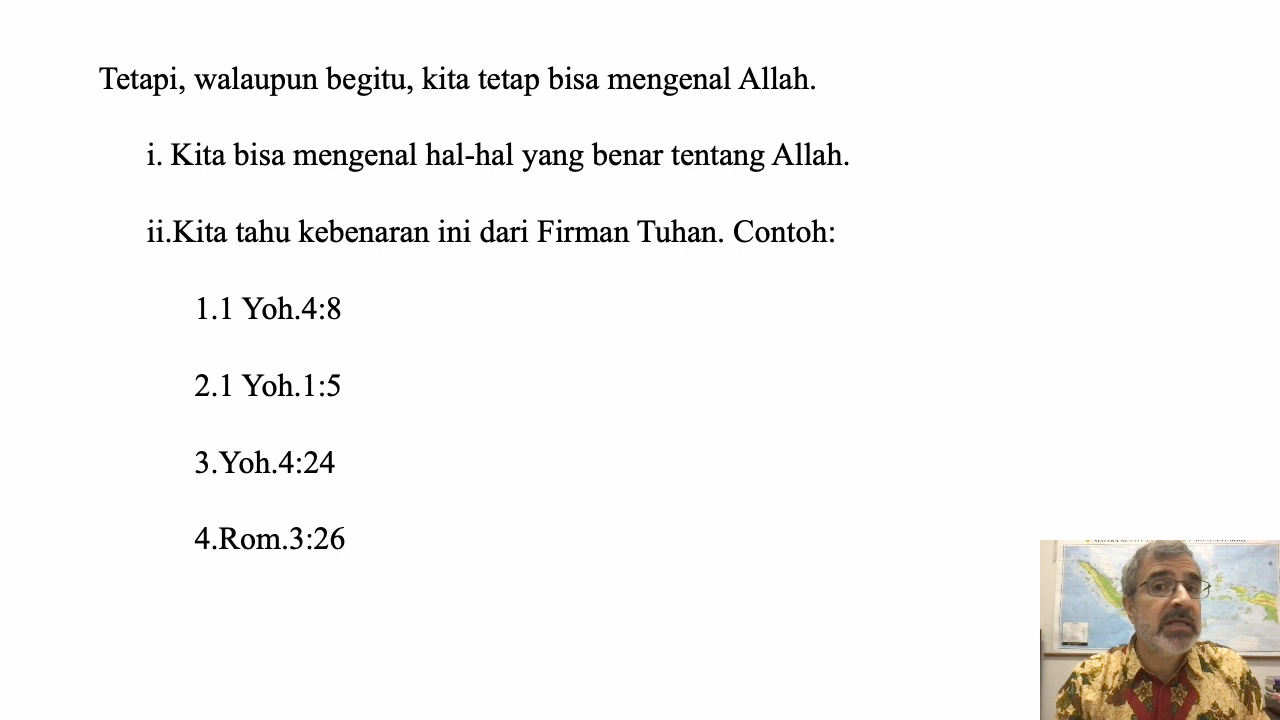 Tetapi, walaupun begitu, kita tetap bisa mengenal Allah.
i. Kita bisa mengenal hal-hal yang benar tentang Allah.
ii.Kita tahu kebenaran ini dari Firman Tuhan. Contoh:
1.1 Yoh.4:8
2.1 Yoh.1:5
3.Yoh.4:24
4.Rom.3:26